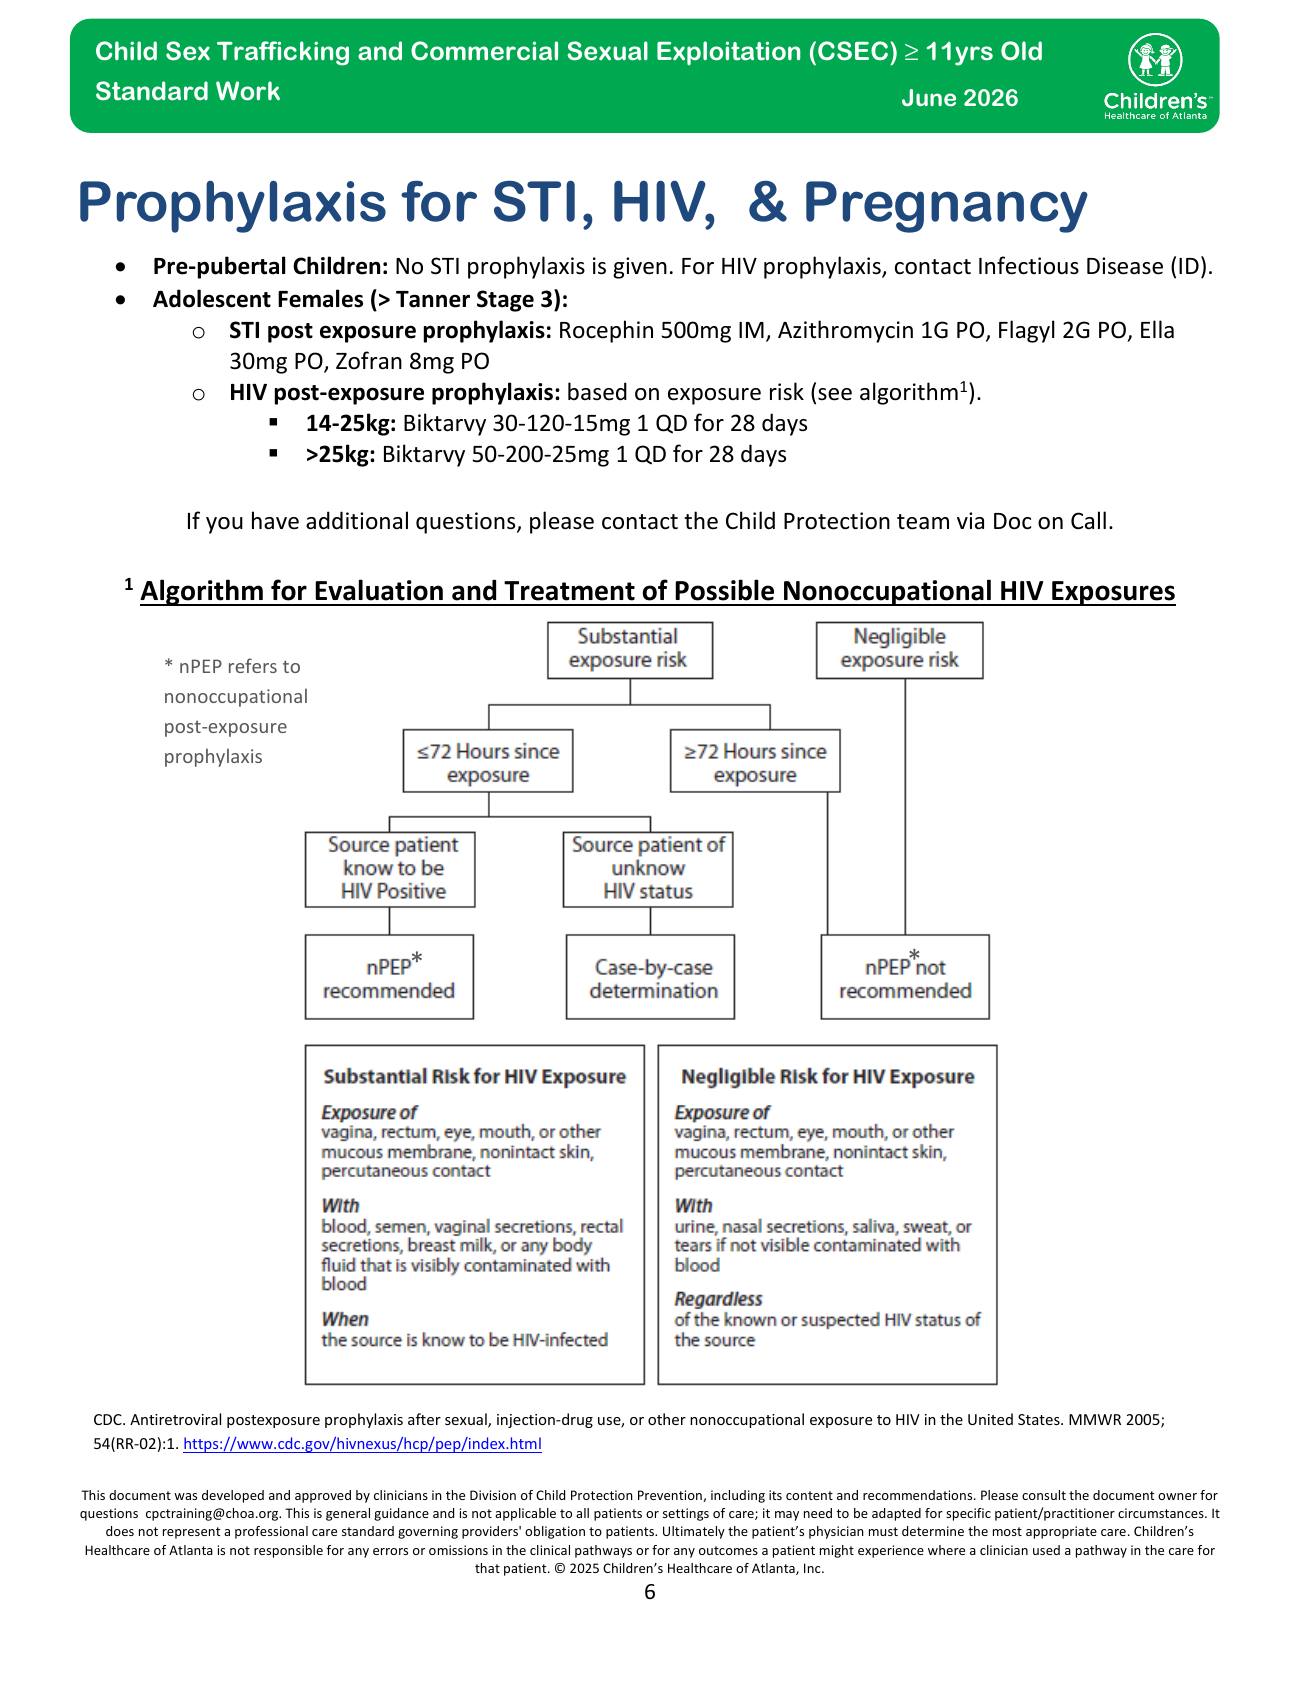 Child Sex Trafficking and Commercial Sexual Exploitation (CSEC) ≥ 11yrs Old
Standard Work
June 2026
Children's
Healthcare of Atlanta
Prophylaxis for STI, HIV, & Pregnancy
• Pre-pubertal Children: No STI prophylaxis is given. For HIV prophylaxis, contact Infectious Disease (ID).
• Adolescent Females (> Tanner Stage 3):
o STI post exposure prophylaxis: Rocephin 500mg IM, Azithromycin 1G PO, Flagyl 2G PO, Ella
30mg PO, Zofran 8mg PO
o HIV post-exposure prophylaxis: based on exposure risk (see algorithm¹).
▪ 14-25kg: Biktarvy 30-120-15mg 1 QD for 28 days
▪ >25kg: Biktarvy 50-200-25mg 1 QD for 28 days
If you have additional questions, please contact the Child Protection team via Doc on Call.
¹ Algorithm for Evaluation and Treatment of Possible Nonoccupational HIV Exposures
* nPEP refers to
nonoccupational
post-exposure
prophylaxis
Substantial
exposure risk
Negligible
exposure risk
≤72 Hours since
exposure
≥72 Hours since
exposure
Source patient
know to be
HIV Positive
Source patient of
unknow
HIV status
nPEP*
recommended
Case-by-case
determination
nPEP* not
recommended
Substantial Risk for HIV Exposure
Exposure of
vagina, rectum, eye, mouth, or other
mucous membrane, nonintact skin,
percutaneous contact
With
blood, semen, vaginal secretions, rectal
secretions, breast milk, or any body
fluid that is visibly contaminated with
blood
When
the source is know to be HIV-infected
Negligible Risk for HIV Exposure
Exposure of
vagina, rectum, eye, mouth, or other
mucous membrane, nonintact skin,
percutaneous contact
With
urine, nasal secretions, saliva, sweat, or
tears if not visible contaminated with
blood
Regardless
of the known or suspected HIV status of
the source
CDC. Antiretroviral postexposure prophylaxis after sexual, injection-drug use, or other nonoccupational exposure to HIV in the United States. MMWR 2005;
54(RR-02):1. https://www.cdc.gov/hivnexus/hcp/pep/index.html
This document was developed and approved by clinicians in the Division of Child Protection Prevention, including its content and recommendations. Please consult the document owner for
questions cpctraining@choa.org. This is general guidance and is not applicable to all patients or settings of care; it may need to be adapted for specific patient/practitioner circumstances. It
does not represent a professional care standard governing providers' obligation to patients. Ultimately the patient's physician must determine the most appropriate care. Children's
Healthcare of Atlanta is not responsible for any errors or omissions in the clinical pathways or for any outcomes a patient might experience where a clinician used a pathway in the care for
that patient. © 2025 Children's Healthcare of Atlanta, Inc.
6